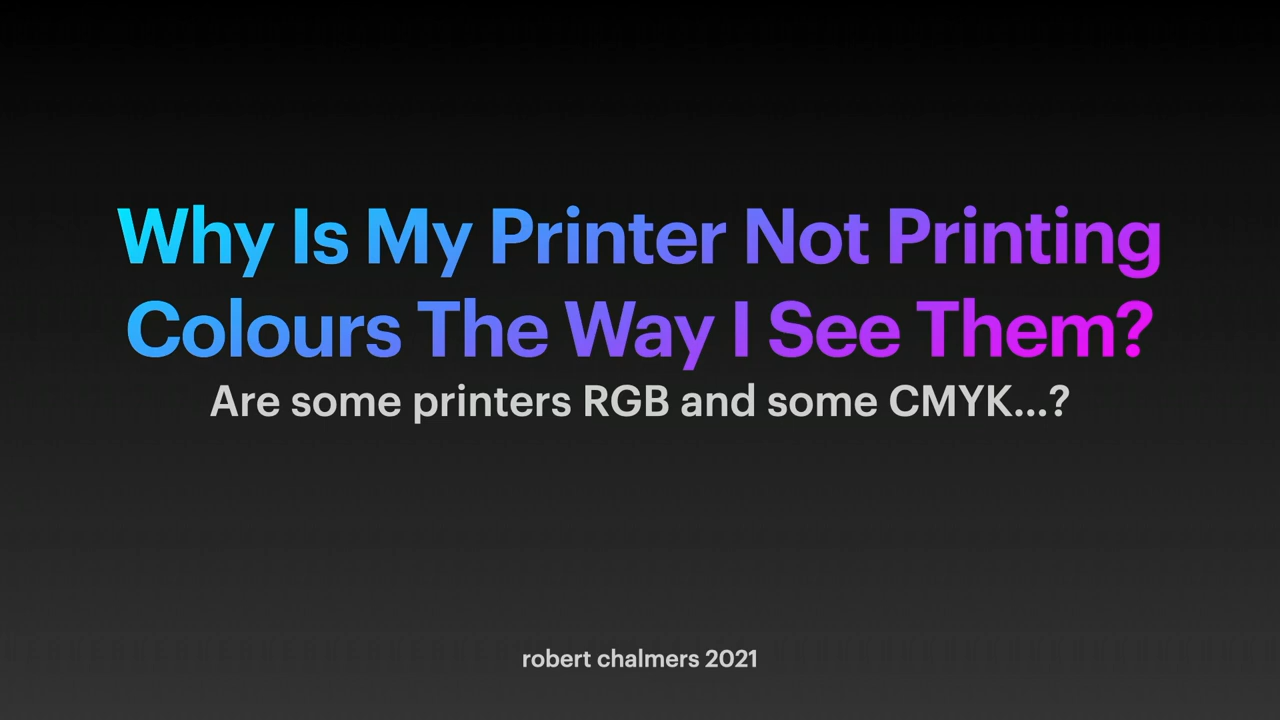 Why Is My Printer Not Printing
Colours The Way I See Them?
Are some printers RGB and some CMYK...?
robert chalmers 2021